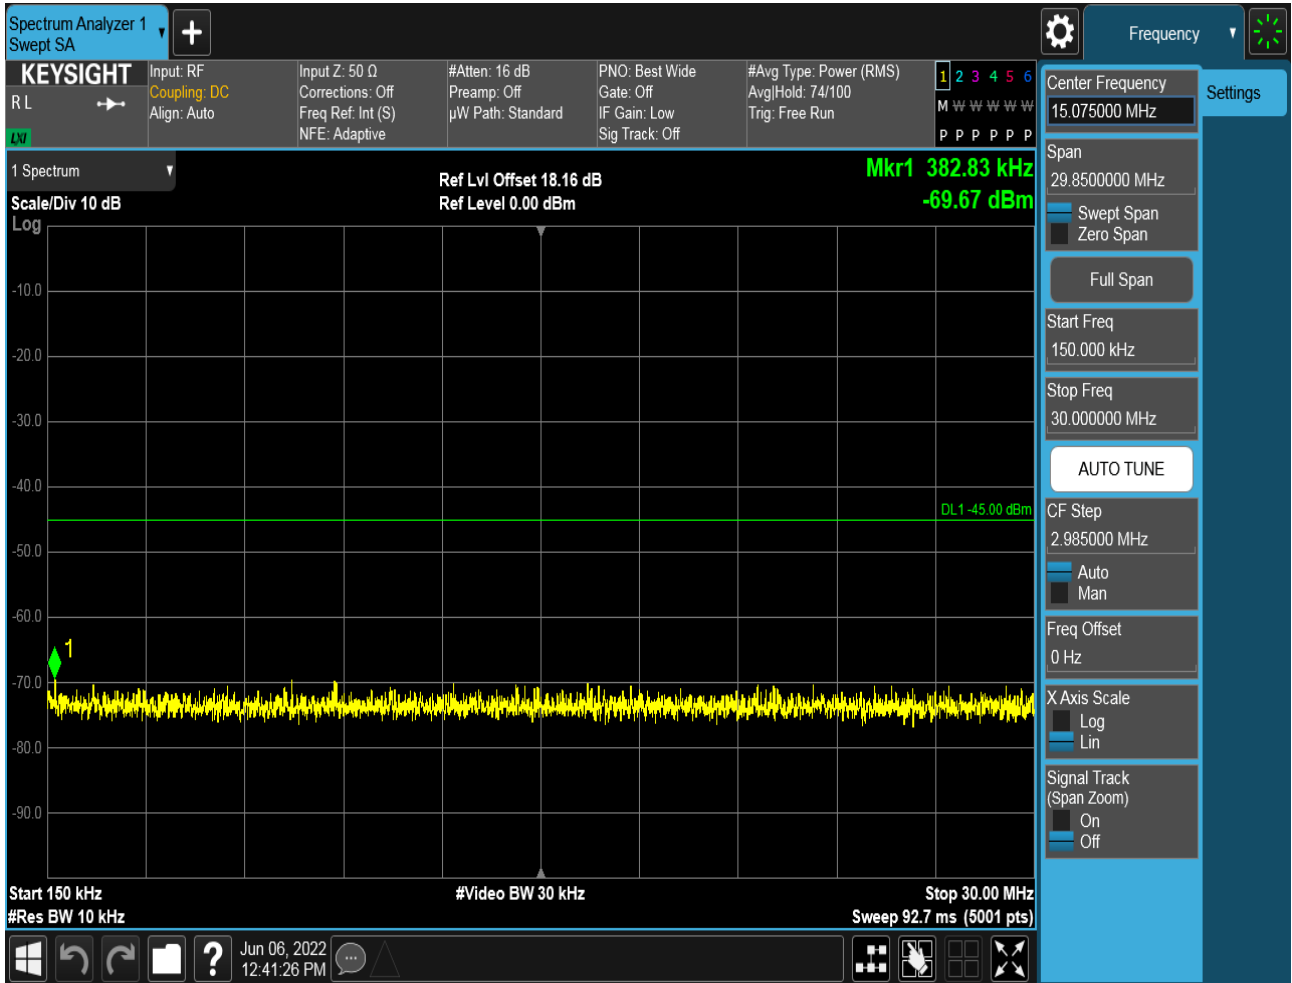 Spectrum Analyzer 1
Swept SA
Frequency
KEYSIGHT
R L
LXI
Input: RF
Coupling: DC
Align: Auto
Input Z: 50 Ω
Corrections: Off
Freq Ref: Int (S)
NFE: Adaptive
#Atten: 16 dB
Preamp: Off
µW Path: Standard
PNO: Best Wide
Gate: Off
IF Gain: Low
Sig Track: Off
#Avg Type: Power (RMS)
Avg|Hold: 74/100
Trig: Free Run
1 2 3 4 5 6
M W W W W W
P P P P P P
1 Spectrum
Scale/Div 10 dB
Log
Ref Lvl Offset 18.16 dB
Ref Level 0.00 dBm
Mkr1 382.83 kHz
-69.67 dBm
-10.0
-20.0
-30.0
-40.0
DL1 -45.00 dBm
-50.0
-60.0
1
-70.0
-80.0
-90.0
Start 150 kHz
#Res BW 10 kHz
#Video BW 30 kHz
Stop 30.00 MHz
Sweep 92.7 ms (5001 pts)
Jun 06, 2022
12:41:26 PM
Center Frequency
15.075000 MHz
Settings
Span
29.8500000 MHz
Swept Span
Zero Span
Full Span
Start Freq
150.000 kHz
Stop Freq
30.000000 MHz
AUTO TUNE
CF Step
2.985000 MHz
Auto
Man
Freq Offset
0 Hz
X Axis Scale
Log
Lin
Signal Track
(Span Zoom)
On
Off